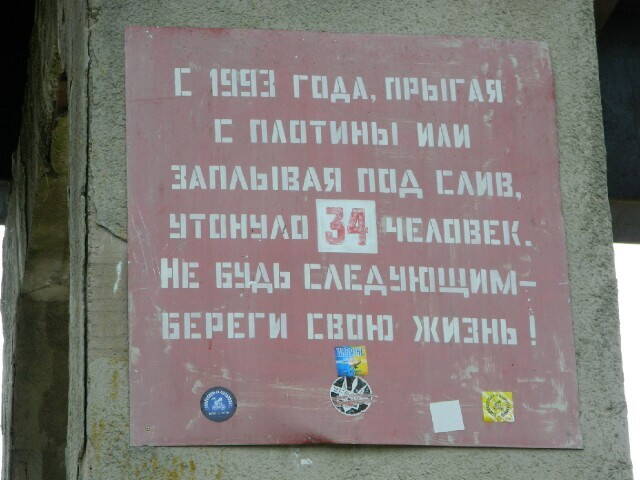 С 1993 ГОДА, ПРЫГАЯ
С ПЛОТИНЫ ИЛИ
ЗАПЛЫВАЯ ПОД СЛИВ,
УТОНУЛО 34 ЧЕЛОВЕК.
НЕ БУДЬ СЛЕДУЮЩИМ–
БЕРЕГИ СВОЮ ЖИЗНЬ!